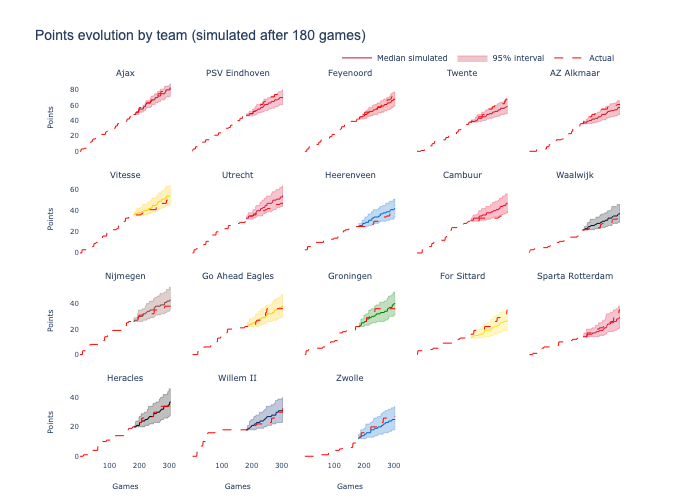 Points evolution by team (simulated after 180 games)
Median simulated 95% interval Actual
Ajax PSV Eindhoven Feyenoord Twente AZ Alkmaar
80
60
40
20
0
Points
Vitesse Utrecht Heerenveen Cambuur Waalwijk
60
40
20
0
Points
Nijmegen Go Ahead Eagles Groningen For Sittard Sparta Rotterdam
40
20
0
Points
Heracles Willem II Zwolle
40
20
0
Points
100 200 300 100 200 300 100 200 300
Games Games Games